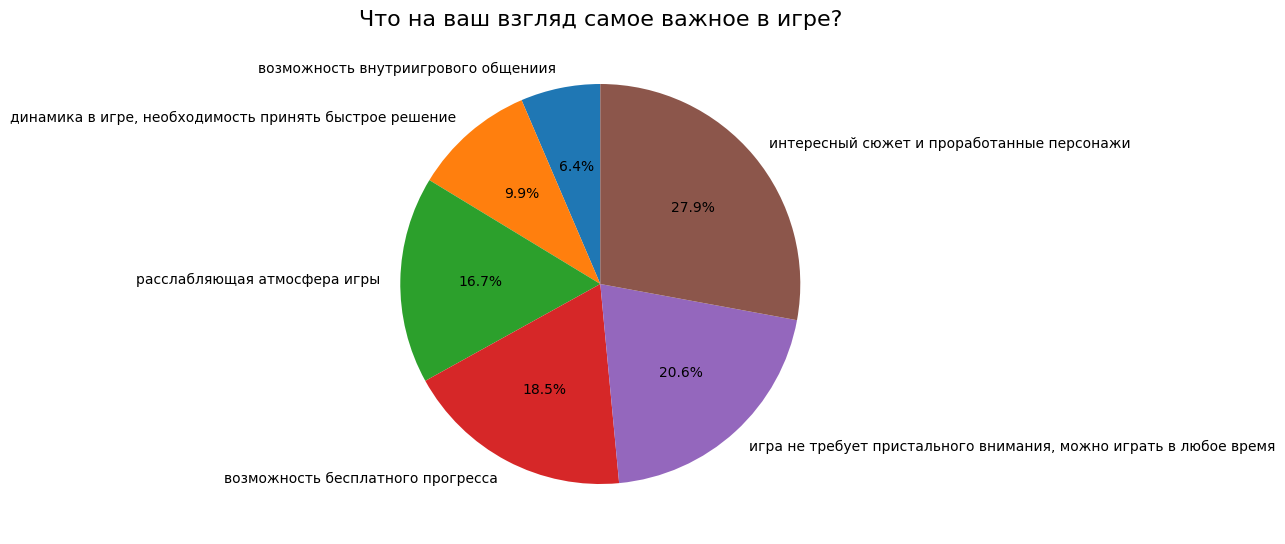 Что на ваш взгляд самое важное в игре?
возможность внутриигрового общениия
динамика в игре, необходимость принять быстрое решение
интересный сюжет и проработанные персонажи
6.4%
9.9%
27.9%
расслабляющая атмосфера игры
16.7%
20.6%
18.5%
игра не требует пристального внимания, можно играть в любое время
возможность бесплатного прогресса